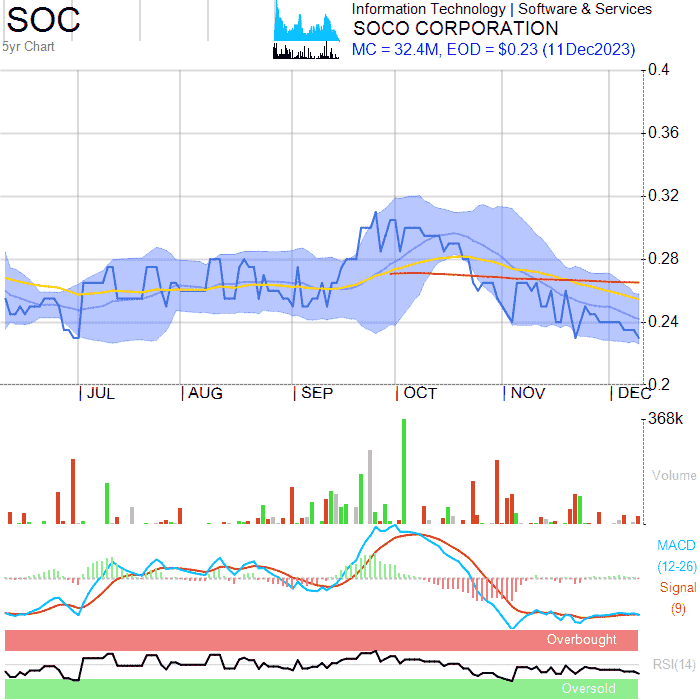 SOC
5yr Chart
Information Technology | Software & Services
SOCO CORPORATION
MC = 32.4M, EOD = $0.23 (11Dec2023)
0.4
0.36
0.32
0.28
0.24
0.2
| JUL | AUG | SEP | OCT | NOV | DEC
368k
Volume
MACD
(12-26)
Signal
(9)
Overbought
RSI(14)
Oversold